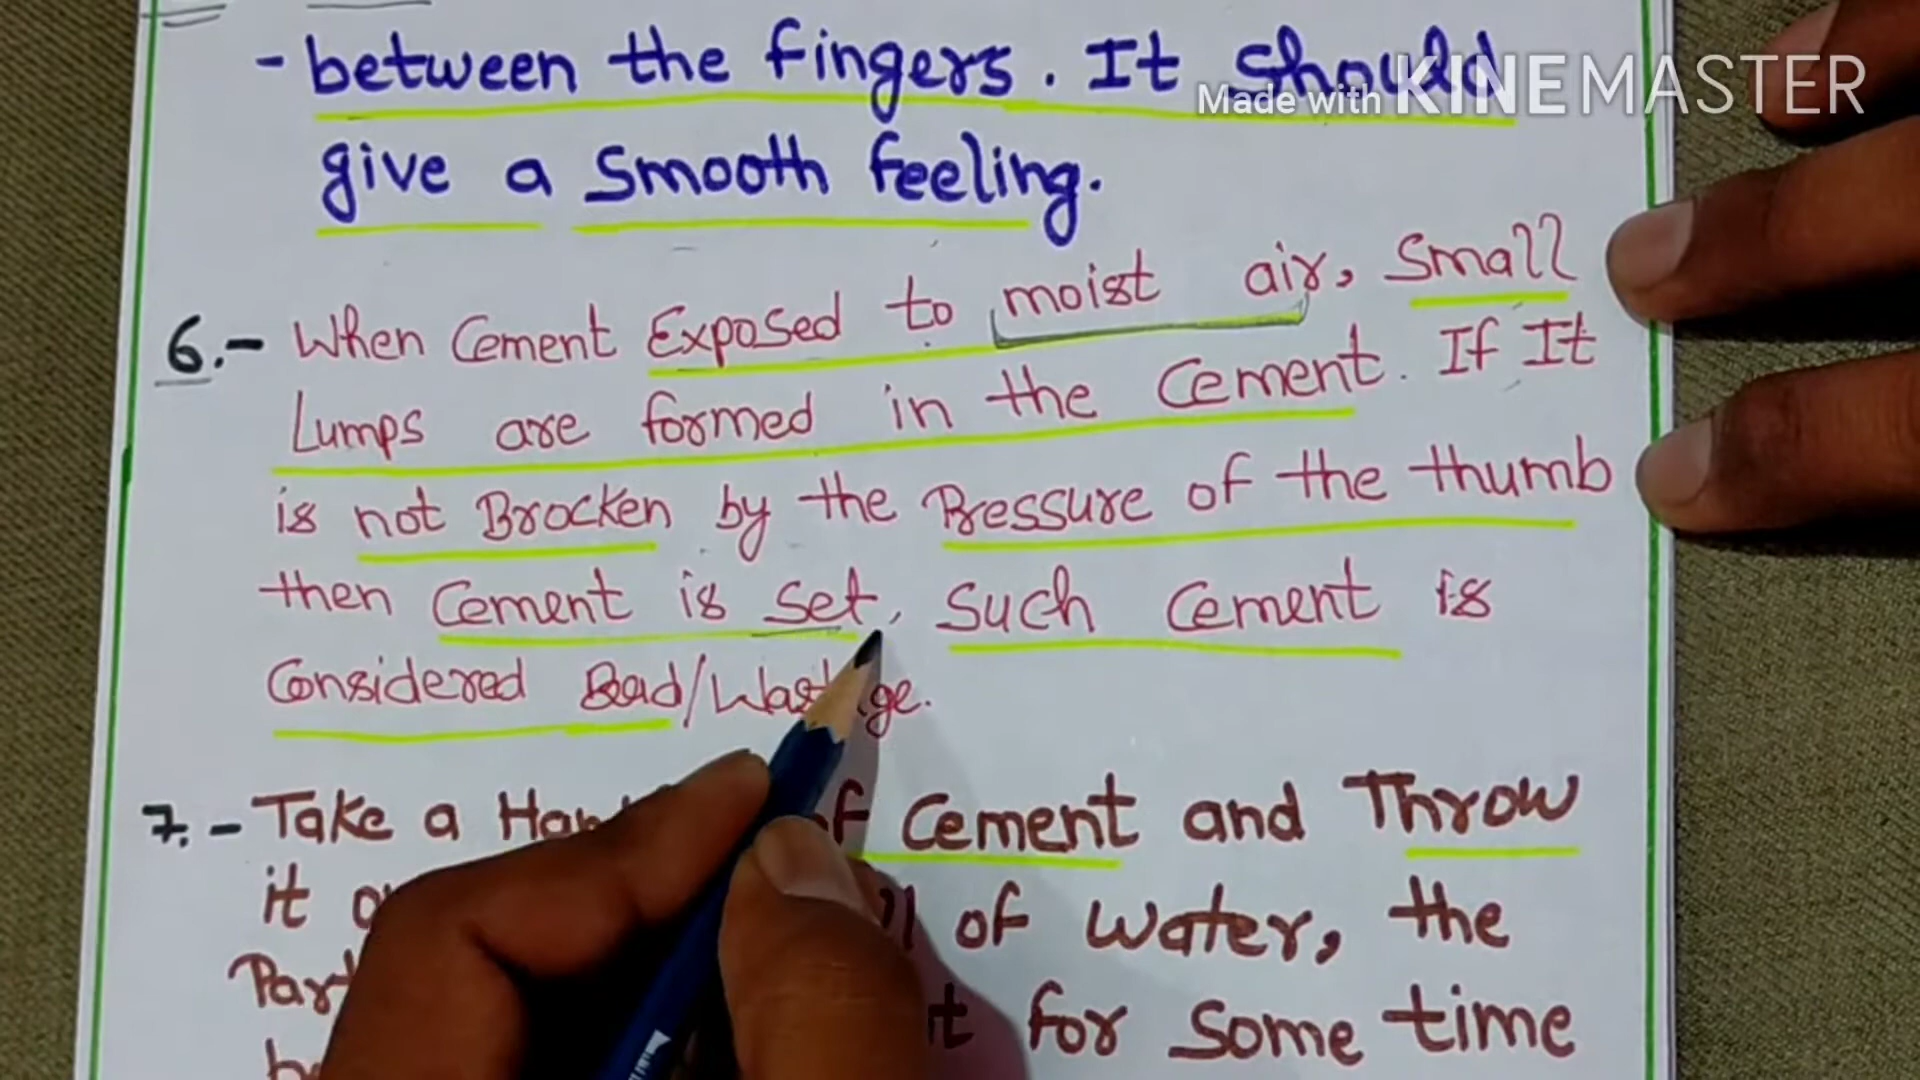 - between the fingers. It should
Made with KINEMASTER
give a smooth feeling.
6.- When Cement Exposed to moist air, Small
Lumps are formed in the Cement. If It
is not Brocken by the Pressure of the thumb
then Cement is set, Such Cement is
Considered Bad/
7.- Take a of Cement and Throw
it of water, the
for some time